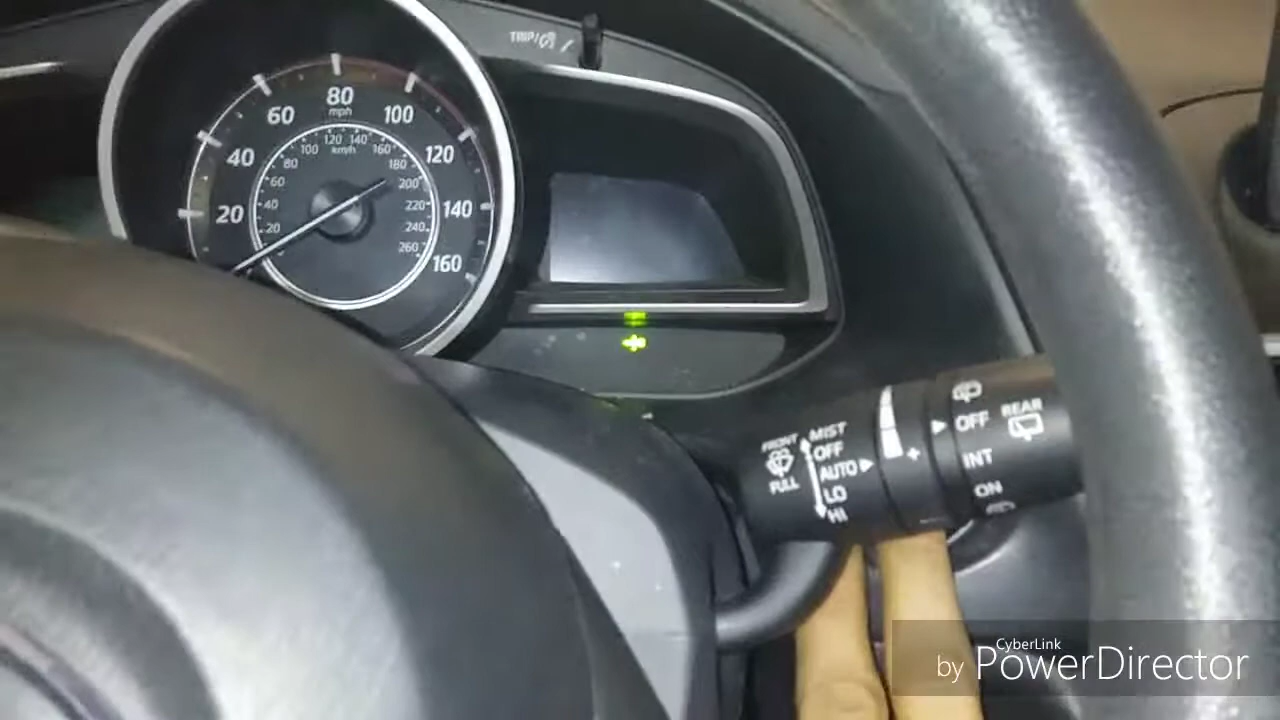 TRIP/
80
mph
60
100
40
120
20
140
160
120 140
km/h
100
160
80
180
60
200
40
220
20
240
260
FRONT
FULL
MIST
OFF
AUTO
LO
HI
+
OFF
INT
ON
REAR
CyberLink
by PowerDirector